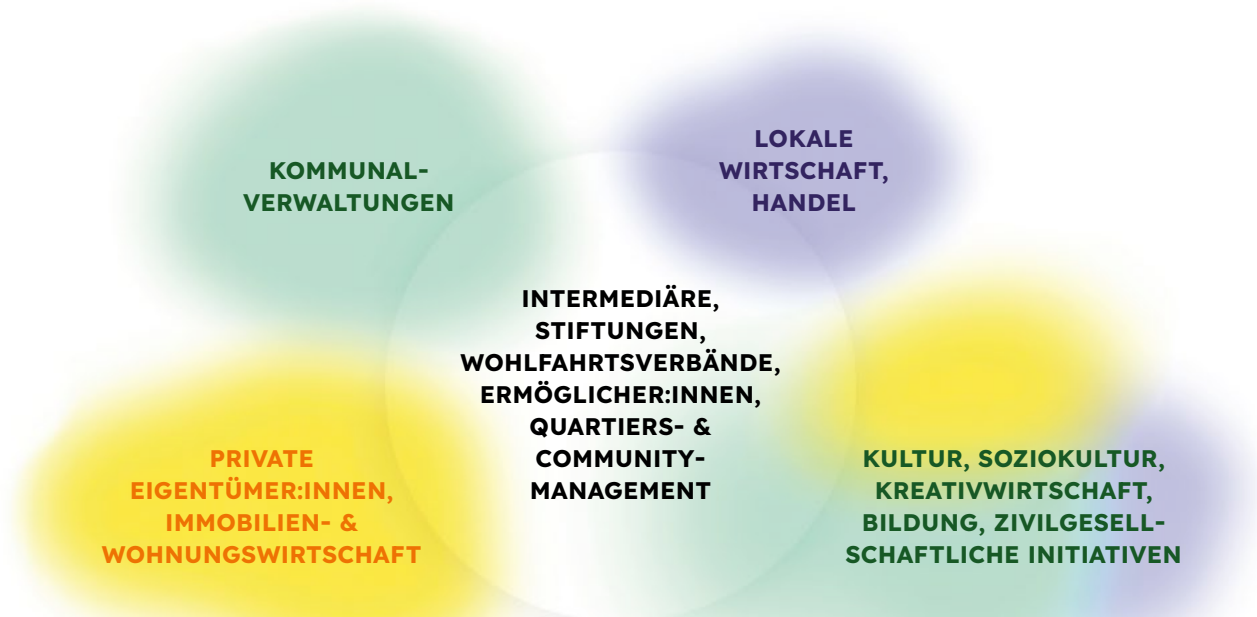 KOMMUNAL-
VERWALTUNGEN
LOKALE
WIRTSCHAFT,
HANDEL
INTERMEDIÄRE,
STIFTUNGEN,
WOHLFAHRTSVERBÄNDE,
ERMÖGLICHER:INNEN,
QUARTIERS- &
COMMUNITY-
MANAGEMENT
PRIVATE
EIGENTÜMER:INNEN,
IMMOBILIEN- &
WOHNUNGSWIRTSCHAFT
KULTUR, SOZIOKULTUR,
KREATIVWIRTSCHAFT,
BILDUNG, ZIVILGESELL-
SCHAFTLICHE INITIATIVEN